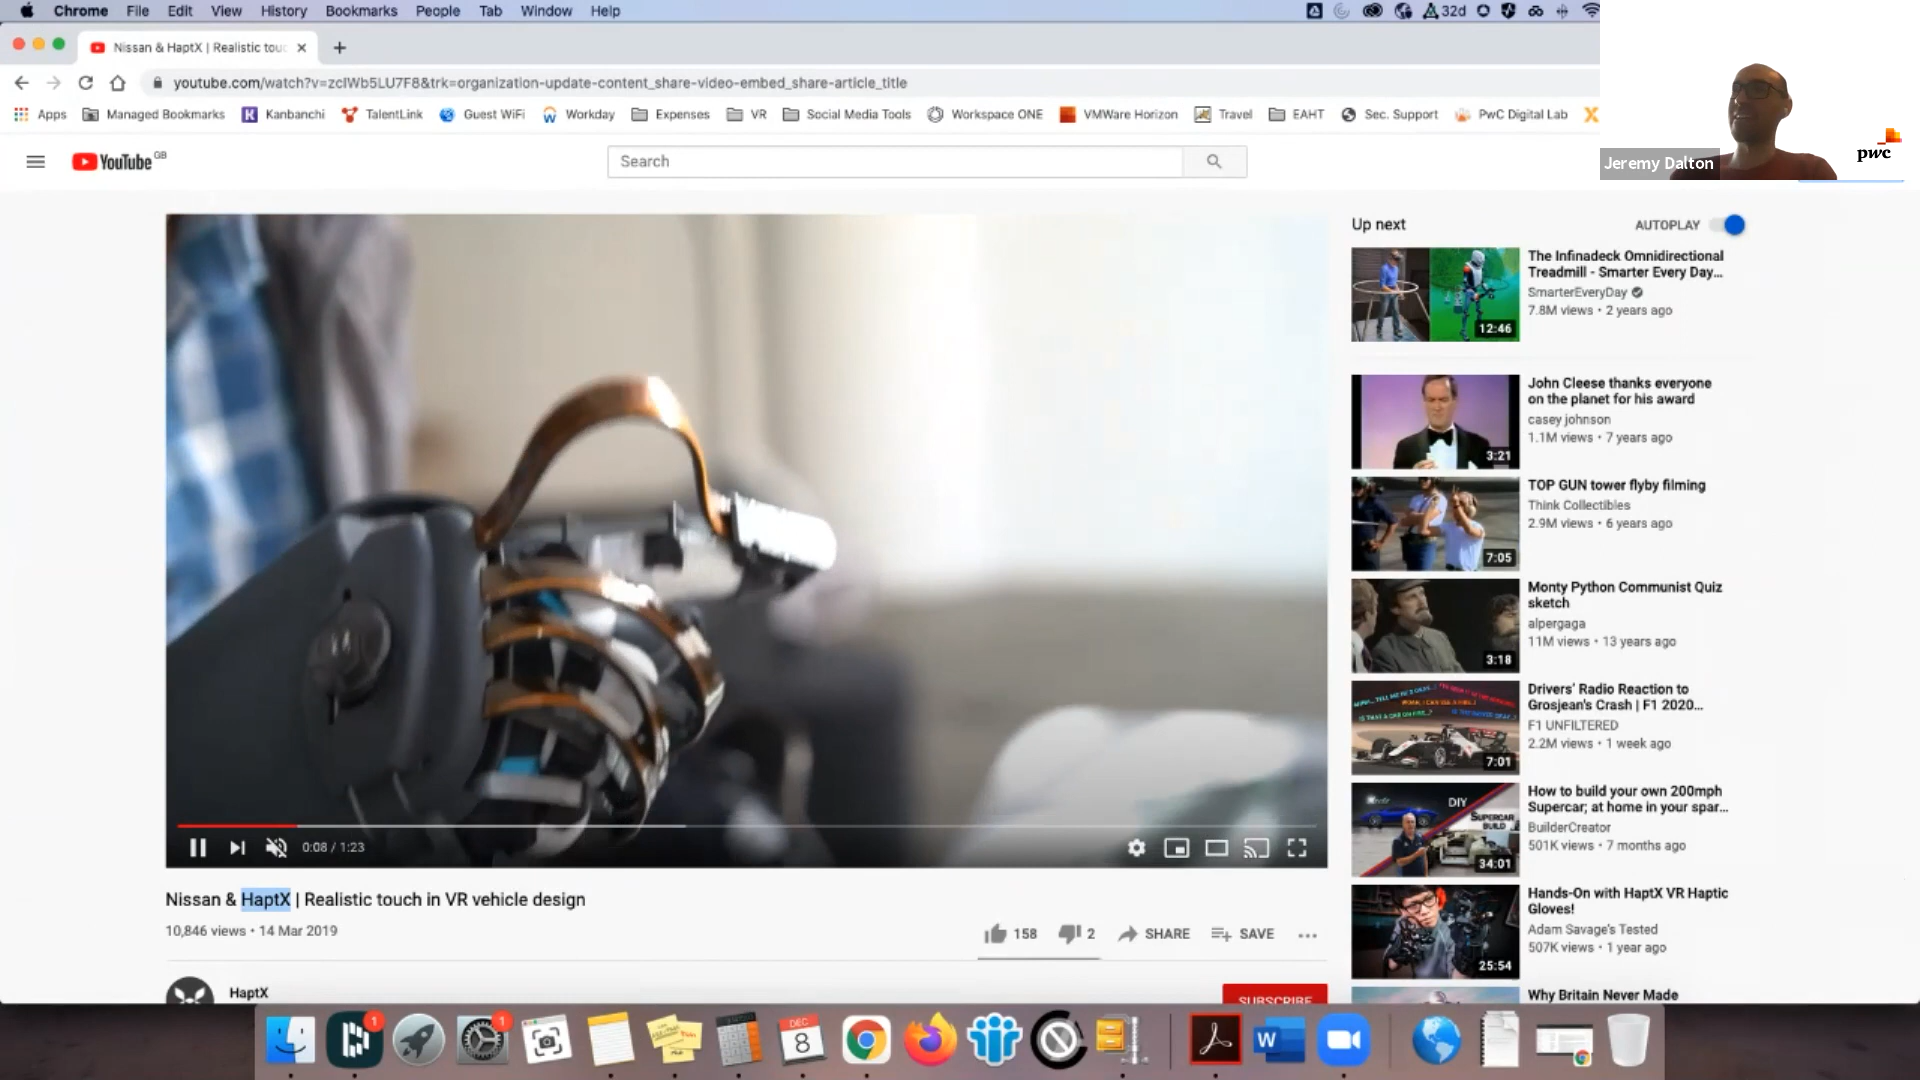 Chrome File Edit View History Bookmarks People Tab Window Help
32d
Nissan & HaptX | Realistic tou
youtube.com/watch?v=zcIWb5LU7F8&trk=organization-update-content_share-video-embed_share-article_title
Apps Managed Bookmarks Kanbanchi TalentLink Guest WiFi Workday Expenses VR Social Media Tools Workspace ONE VMWare Horizon Travel EAHT Sec. Support PwC Digital Lab
Jeremy Dalton
pwc
YouTube GB
Search
Up next
AUTOPLAY
The Infinadeck Omnidirectional
Treadmill - Smarter Every Day...
SmarterEveryDay
7.8M views • 2 years ago
12:46
John Cleese thanks everyone
on the planet for his award
casey johnson
1.1M views • 7 years ago
3:21
TOP GUN tower flyby filming
Think Collectibles
2.9M views • 6 years ago
7:05
Monty Python Communist Quiz
sketch
alpergaga
11M views • 13 years ago
3:18
Drivers' Radio Reaction to
Grosjean's Crash | F1 2020...
F1 UNFILTERED
2.2M views • 1 week ago
7:01
How to build your own 200mph
Supercar; at home in your spar...
BuilderCreator
501K views • 7 months ago
DIY
SUPERCAR
BUILD
34:01
Hands-On with HaptX VR Haptic
Gloves!
Adam Savage's Tested
507K views • 1 year ago
25:54
Why Britain Never Made
0:08 / 1:23
Nissan & HaptX | Realistic touch in VR vehicle design
10,846 views • 14 Mar 2019
158 2 SHARE SAVE
HaptX
SUBSCRIBE
1
1
DEC
8
W